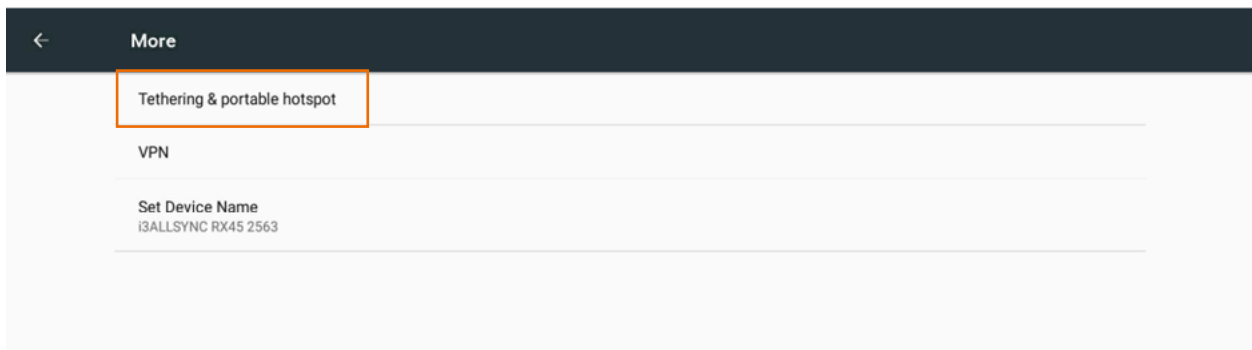 More
Tethering & portable hotspot
VPN
Set Device Name
i3ALLSYNC RX45 2563